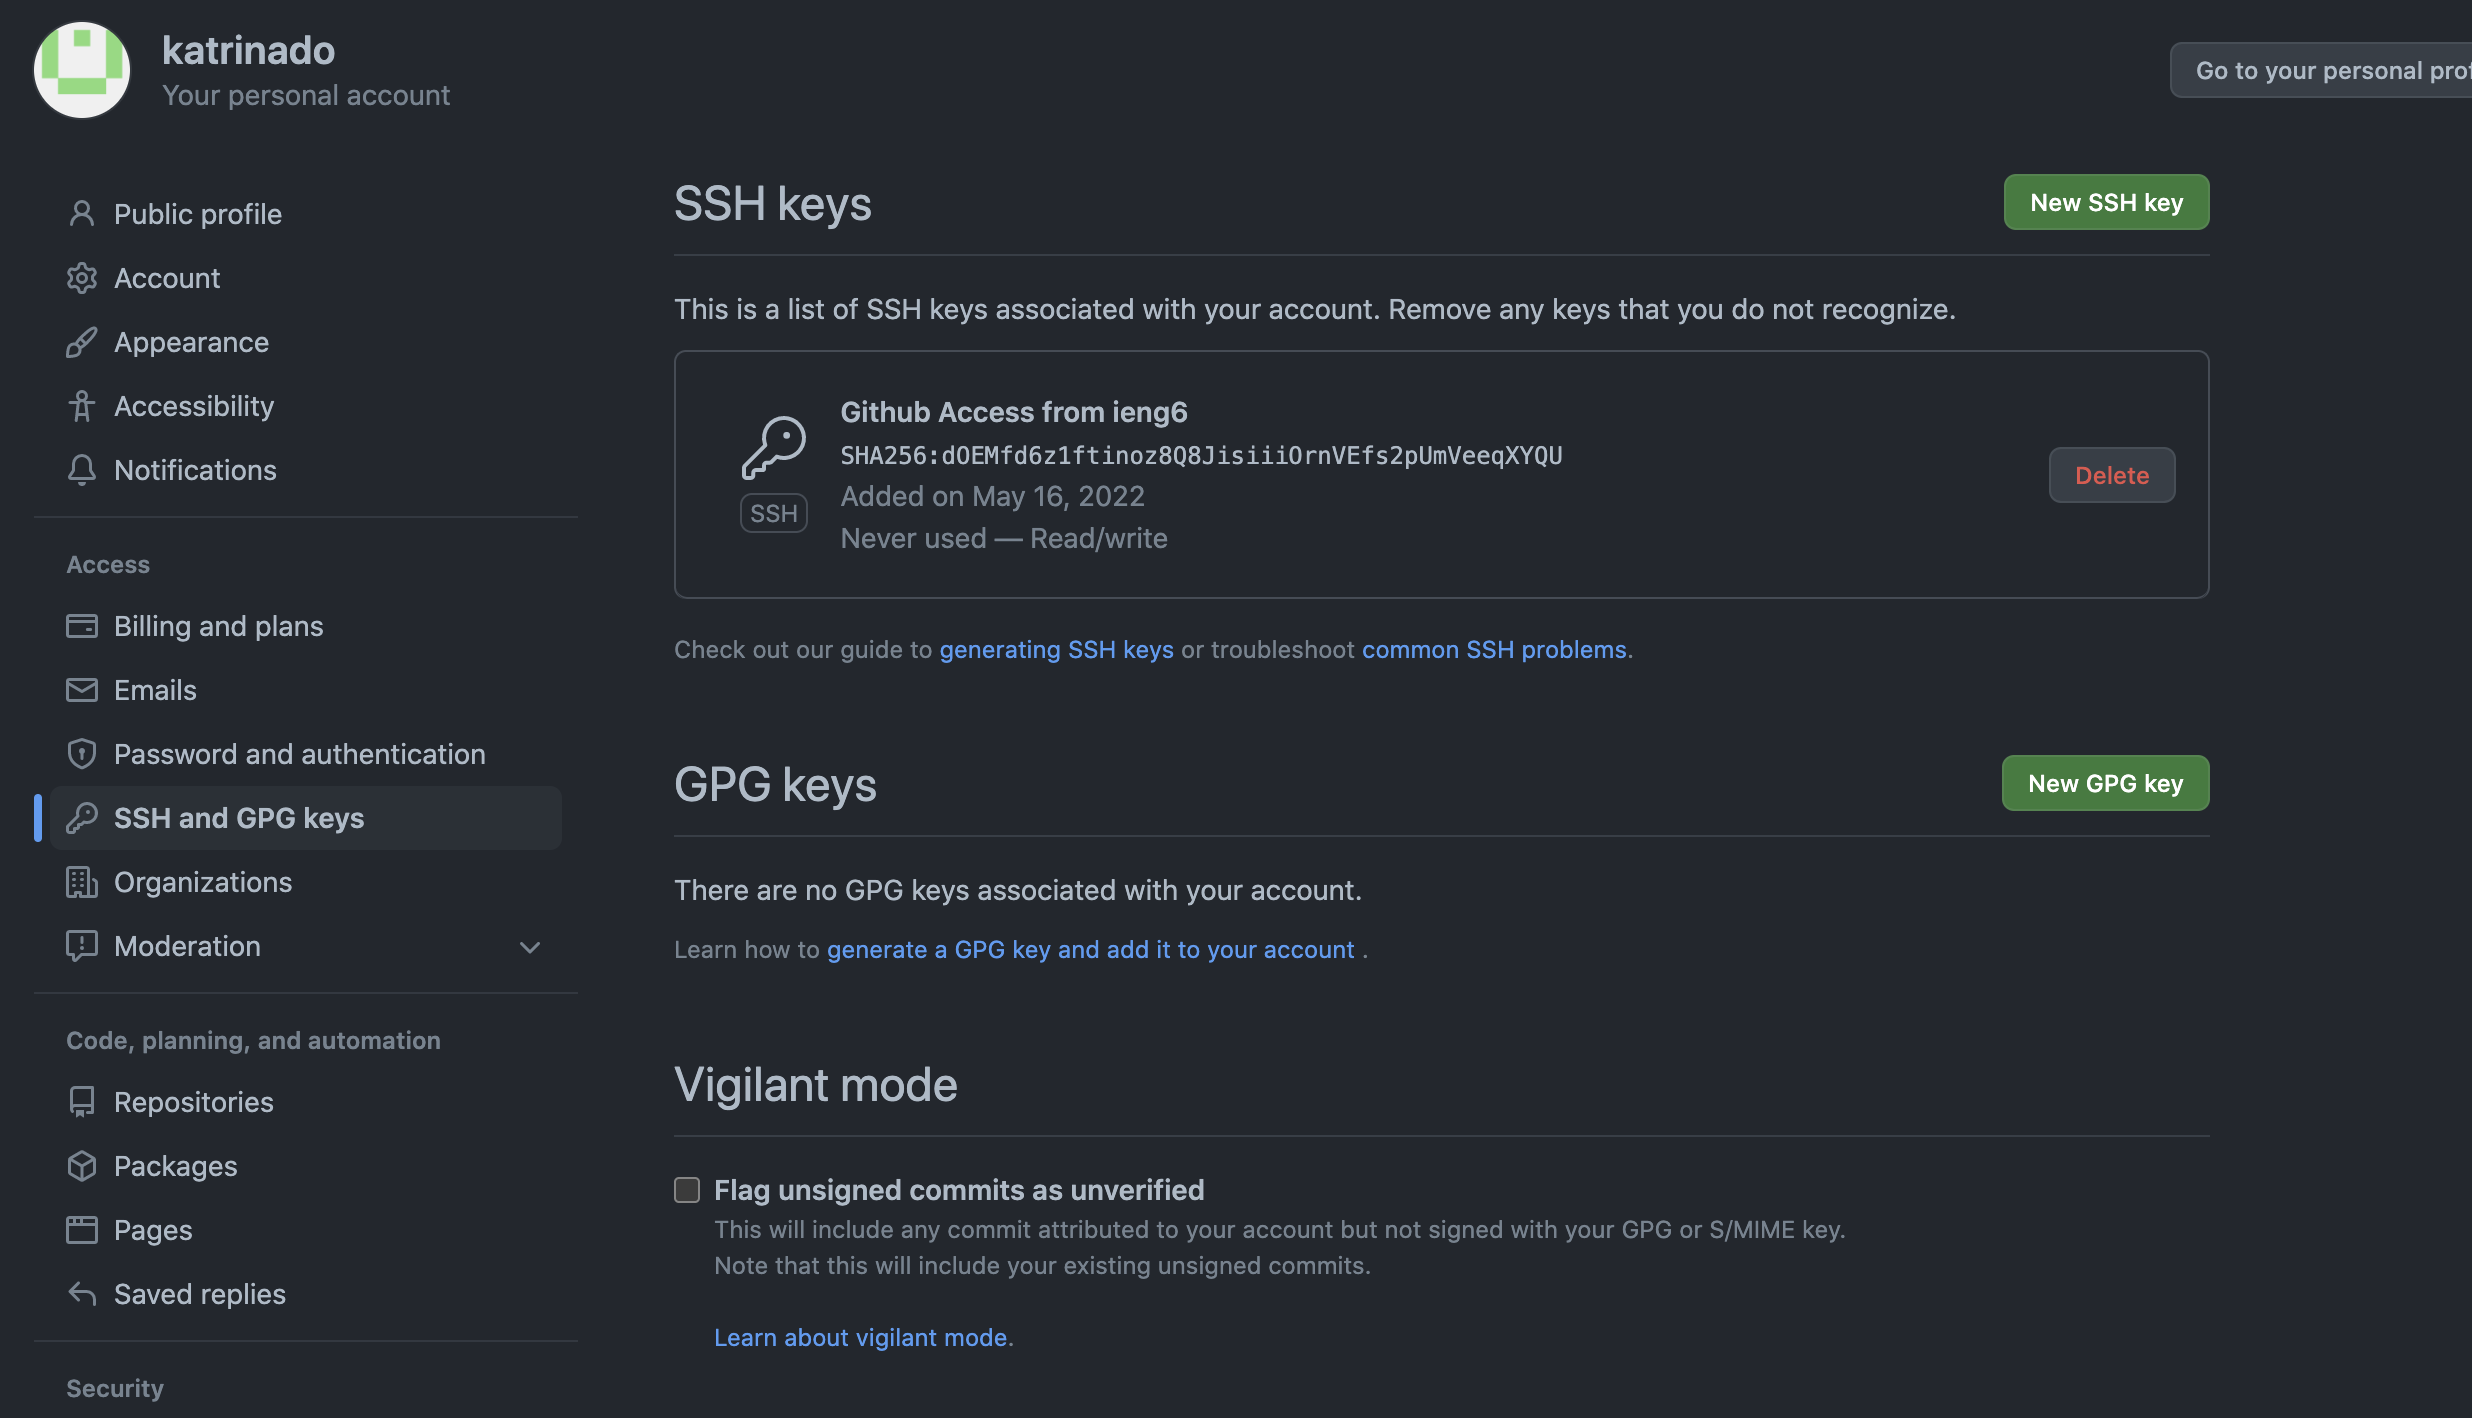 katrinado
Your personal account
Go to your personal
Public profile
Account
Appearance
Accessibility
Notifications
Access
Billing and plans
Emails
Password and authentication
SSH and GPG keys
Organizations
Moderation
Code, planning, and automation
Repositories
Packages
Pages
Saved replies
Security
SSH keys
New SSH key
This is a list of SSH keys associated with your account. Remove any keys that you do not recognize.
Github Access from ieng6
SHA256:dOEMfd6z1ftinoz8Q8JisiiiOrnVEfs2pUmVeeqXYQU
Added on May 16, 2022
Never used — Read/write
SSH
Delete
Check out our guide to generating SSH keys or troubleshoot common SSH problems.
GPG keys
New GPG key
There are no GPG keys associated with your account.
Learn how to generate a GPG key and add it to your account .
Vigilant mode
Flag unsigned commits as unverified
This will include any commit attributed to your account but not signed with your GPG or S/MIME key.
Note that this will include your existing unsigned commits.
Learn about vigilant mode.